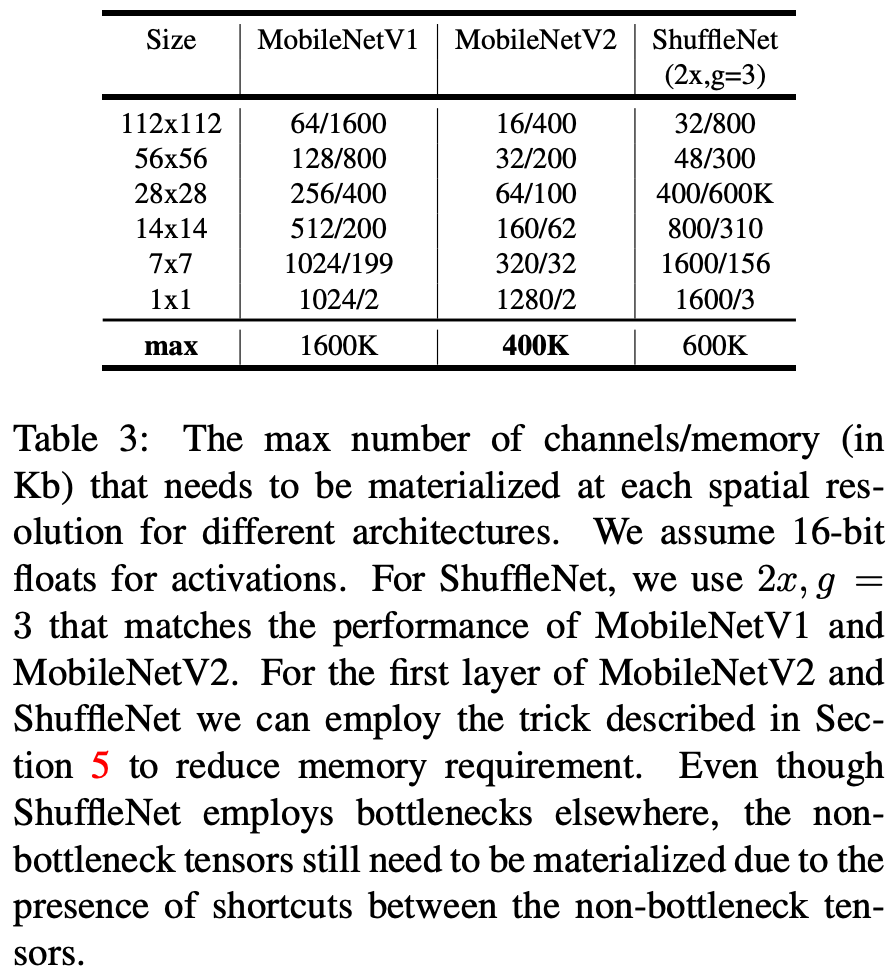 Size MobileNetV1 MobileNetV2 ShuffleNet
(2x,g=3)
112x112 64/1600 16/400 32/800
56x56 128/800 32/200 48/300
28x28 256/400 64/100 400/600K
14x14 512/200 160/62 800/310
7x7 1024/199 320/32 1600/156
1x1 1024/2 1280/2 1600/3
max 1600K 400K 600K
Table 3: The max number of channels/memory (in
Kb) that needs to be materialized at each spatial res-
olution for different architectures. We assume 16-bit
floats for activations. For ShuffleNet, we use 2x, g =
3 that matches the performance of MobileNetV1 and
MobileNetV2. For the first layer of MobileNetV2 and
ShuffleNet we can employ the trick described in Sec-
tion 5 to reduce memory requirement. Even though
ShuffleNet employs bottlenecks elsewhere, the non-
bottleneck tensors still need to be materialized due to the
presence of shortcuts between the non-bottleneck ten-
sors.